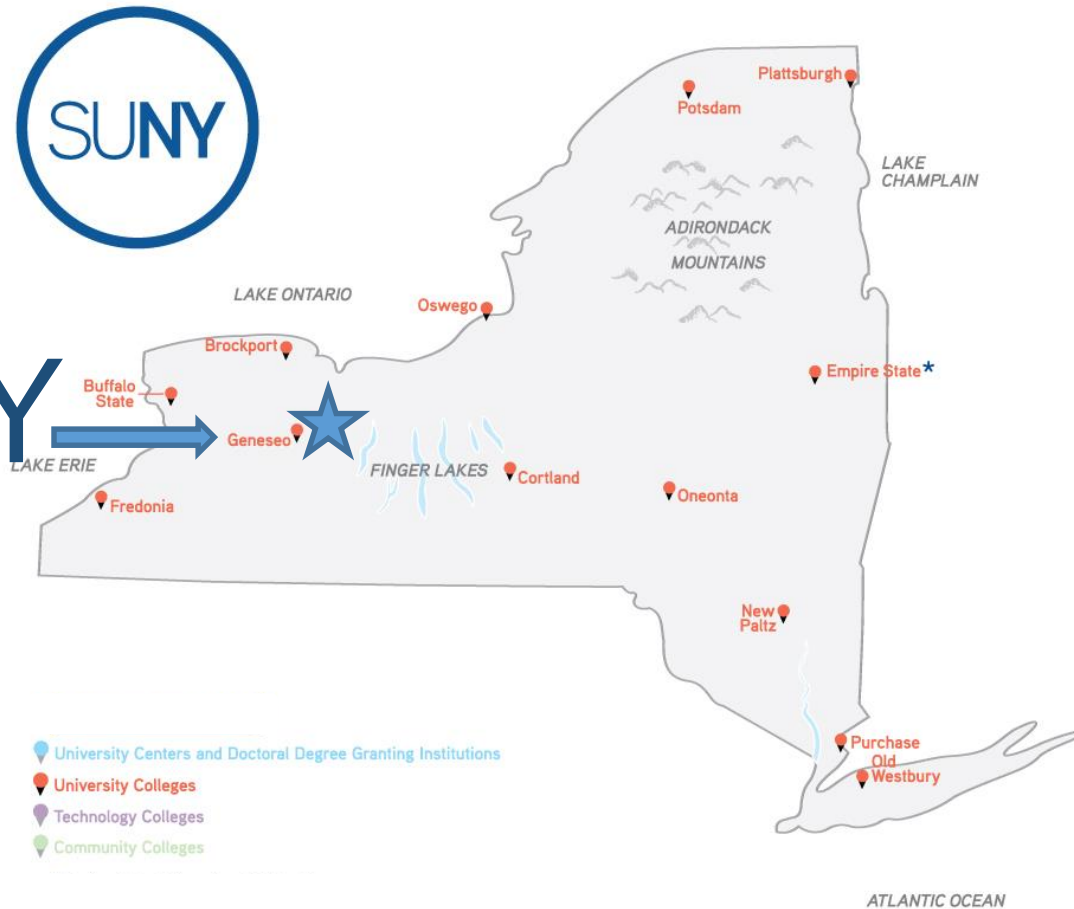 SUNY
Plattsburgh
Potsdam
LAKE
CHAMPLAIN
ADIRONDACK
MOUNTAINS
LAKE ONTARIO
Oswego
Brockport
Empire State*
Buffalo
State
Y
Geneseo
LAKE ERIE
FINGER LAKES
Cortland
Oneonta
Fredonia
New
Paltz
Purchase
Old
Westbury
University Centers and Doctoral Degree Granting Institutions
University Colleges
Technology Colleges
Community Colleges
ATLANTIC OCEAN